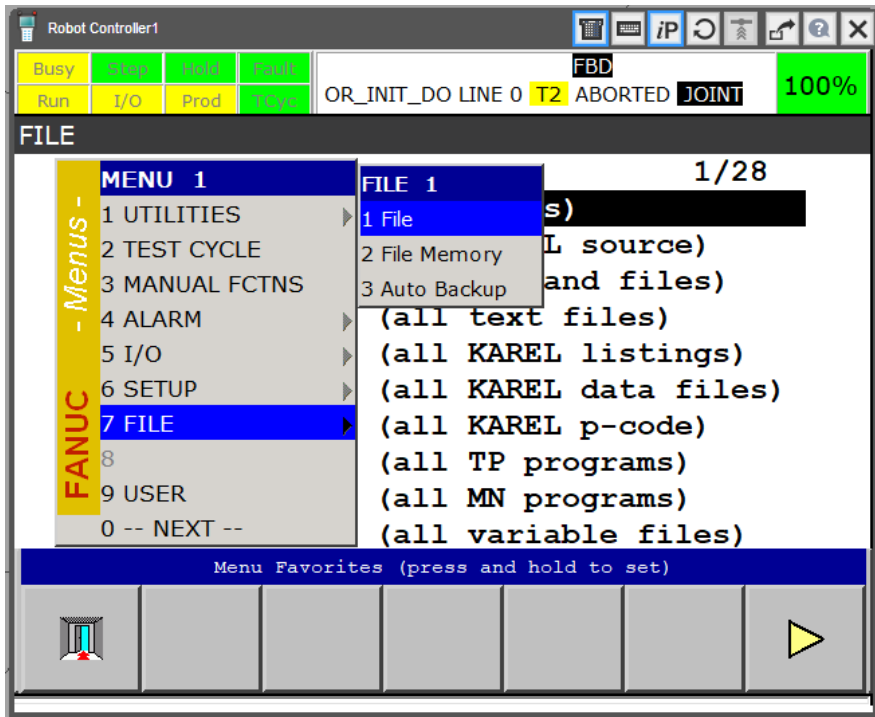 Robot Controller1
iP
Busy Step Hold Fault
Run I/O Prod TCyc
FBD
OR_INIT_DO LINE 0 T2 ABORTED JOINT
100%
FILE
FANUC - Menus -
MENU 1
1 UTILITIES
2 TEST CYCLE
3 MANUAL FCTNS
4 ALARM
5 I/O
6 SETUP
7 FILE
8
9 USER
0 -- NEXT --
FILE 1
1 File
2 File Memory
3 Auto Backup
1/28
s)
L source)
and files)
(all text files)
(all KAREL listings)
(all KAREL data files)
(all KAREL p-code)
(all TP programs)
(all MN programs)
(all variable files)
Menu Favorites (press and hold to set)